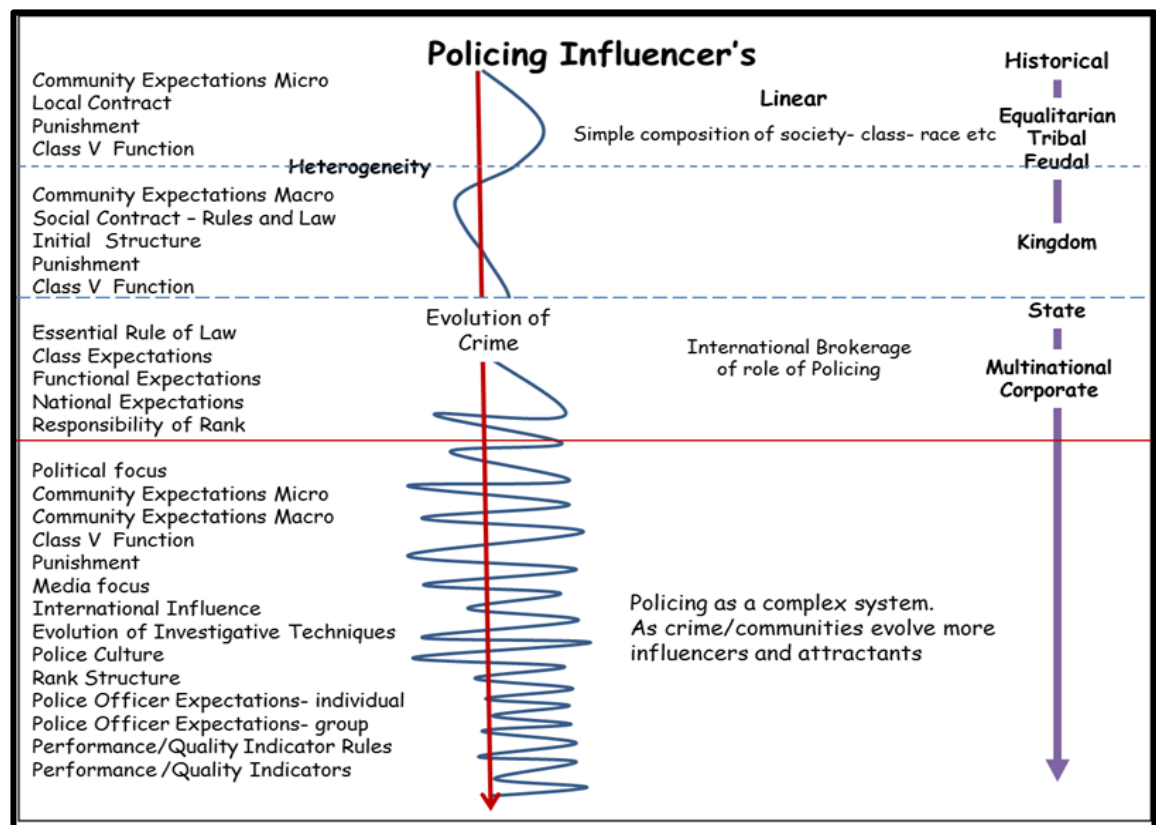 Policing Influencer's
Community Expectations Micro
Local Contract
Punishment
Class V Function
Heterogeneity
Linear
Simple composition of society- class- race etc
Historical
Equalitarian
Tribal
Feudal
Community Expectations Macro
Social Contract – Rules and Law
Initial Structure
Punishment
Class V Function
Kingdom
Essential Rule of Law
Class Expectations
Functional Expectations
National Expectations
Responsibility of Rank
Evolution of
Crime
International Brokerage
of role of Policing
State
Multinational
Corporate
Political focus
Community Expectations Micro
Community Expectations Macro
Class V Function
Punishment
Media focus
International Influence
Evolution of Investigative Techniques
Police Culture
Rank Structure
Police Officer Expectations- individual
Police Officer Expectations- group
Performance/Quality Indicator Rules
Performance /Quality Indicators
Policing as a complex system.
As crime/communities evolve more
influencers and attractants